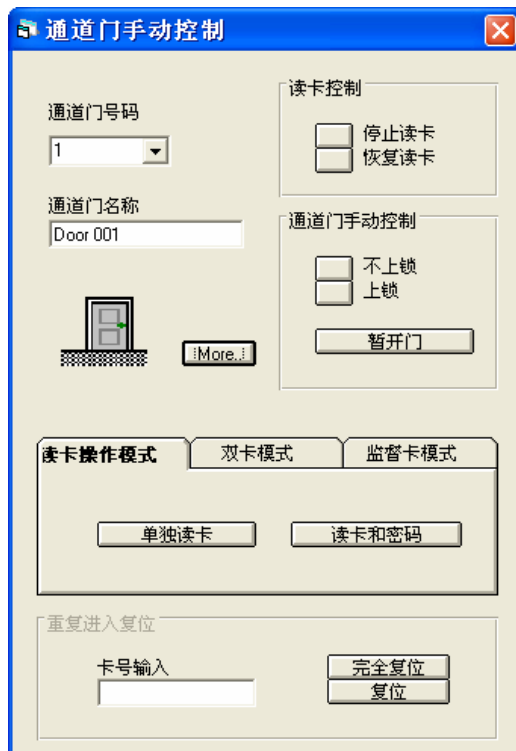 通道门手动控制
通道门号码
1
通道门名称
Door 001
More..
读卡控制
停止读卡
恢复读卡
通道门手动控制
不上锁
上锁
暂开门
读卡操作模式 双卡模式 监督卡模式
单独读卡 读卡和密码
重复进入复位
卡号输入
完全复位
复位